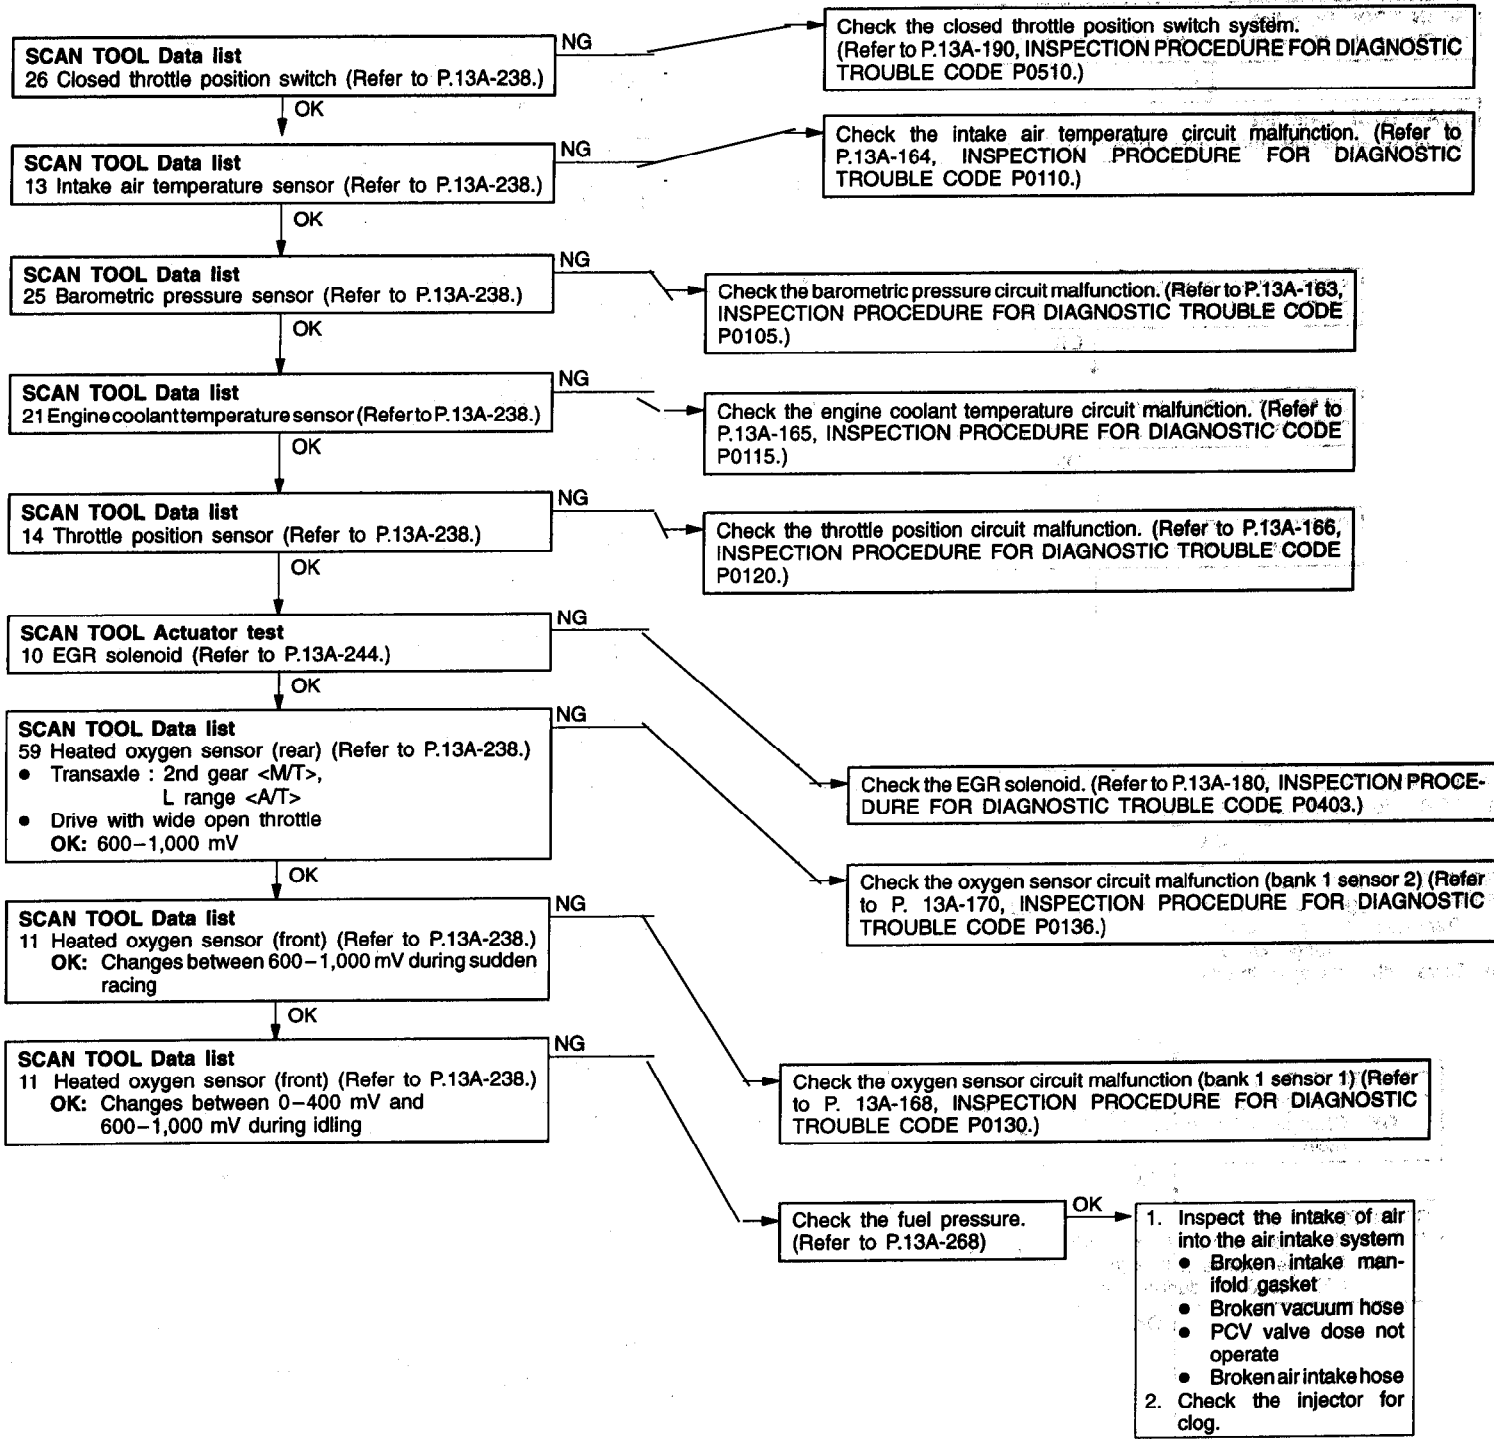 SCAN TOOL Data list
26 Closed throttle position switch (Refer to P.13A-238.)
NG
Check the closed throttle position switch system.
(Refer to P.13A-190, INSPECTION PROCEDURE FOR DIAGNOSTIC
TROUBLE CODE P0510.)
OK
SCAN TOOL Data list
13 Intake air temperature sensor (Refer to P.13A-238.)
NG
Check the intake air temperature circuit malfunction. (Refer to
P.13A-164, INSPECTION PROCEDURE FOR DIAGNOSTIC
TROUBLE CODE P0110.)
OK
SCAN TOOL Data list
25 Barometric pressure sensor (Refer to P.13A-238.)
NG
Check the barometric pressure circuit malfunction. (Refer to P.13A-163,
INSPECTION PROCEDURE FOR DIAGNOSTIC TROUBLE CODE
P0105.)
OK
SCAN TOOL Data list
21 Engine coolant temperature sensor (Refer to P.13A-238.)
NG
Check the engine coolant temperature circuit malfunction. (Refer to
P.13A-165, INSPECTION PROCEDURE FOR DIAGNOSTIC CODE
P0115.)
OK
SCAN TOOL Data list
14 Throttle position sensor (Refer to P.13A-238.)
NG
Check the throttle position circuit malfunction. (Refer to P.13A-166,
INSPECTION PROCEDURE FOR DIAGNOSTIC TROUBLE CODE
P0120.)
OK
SCAN TOOL Actuator test
10 EGR solenoid (Refer to P.13A-244.)
NG
Check the EGR solenoid. (Refer to P.13A-180, INSPECTION PROCE-
DURE FOR DIAGNOSTIC TROUBLE CODE P0403.)
OK
SCAN TOOL Data list
59 Heated oxygen sensor (rear) (Refer to P.13A-238.)
● Transaxle : 2nd gear <M/T>,
L range <A/T>
● Drive with wide open throttle
OK: 600–1,000 mV
NG
Check the oxygen sensor circuit malfunction (bank 1 sensor 2) (Refer
to P. 13A-170, INSPECTION PROCEDURE FOR DIAGNOSTIC
TROUBLE CODE P0136.)
OK
SCAN TOOL Data list
11 Heated oxygen sensor (front) (Refer to P.13A-238.)
OK: Changes between 600–1,000 mV during sudden
racing
NG
Check the oxygen sensor circuit malfunction (bank 1 sensor 1) (Refer
to P. 13A-168, INSPECTION PROCEDURE FOR DIAGNOSTIC
TROUBLE CODE P0130.)
OK
SCAN TOOL Data list
11 Heated oxygen sensor (front) (Refer to P.13A-238.)
OK: Changes between 0–400 mV and
600–1,000 mV during idling
NG
Check the fuel pressure.
(Refer to P.13A-268)
OK
1. Inspect the intake of air
into the air intake system
● Broken intake man-
ifold gasket
● Broken vacuum hose
● PCV valve dose not
operate
● Broken air intake hose
2. Check the injector for
clog.